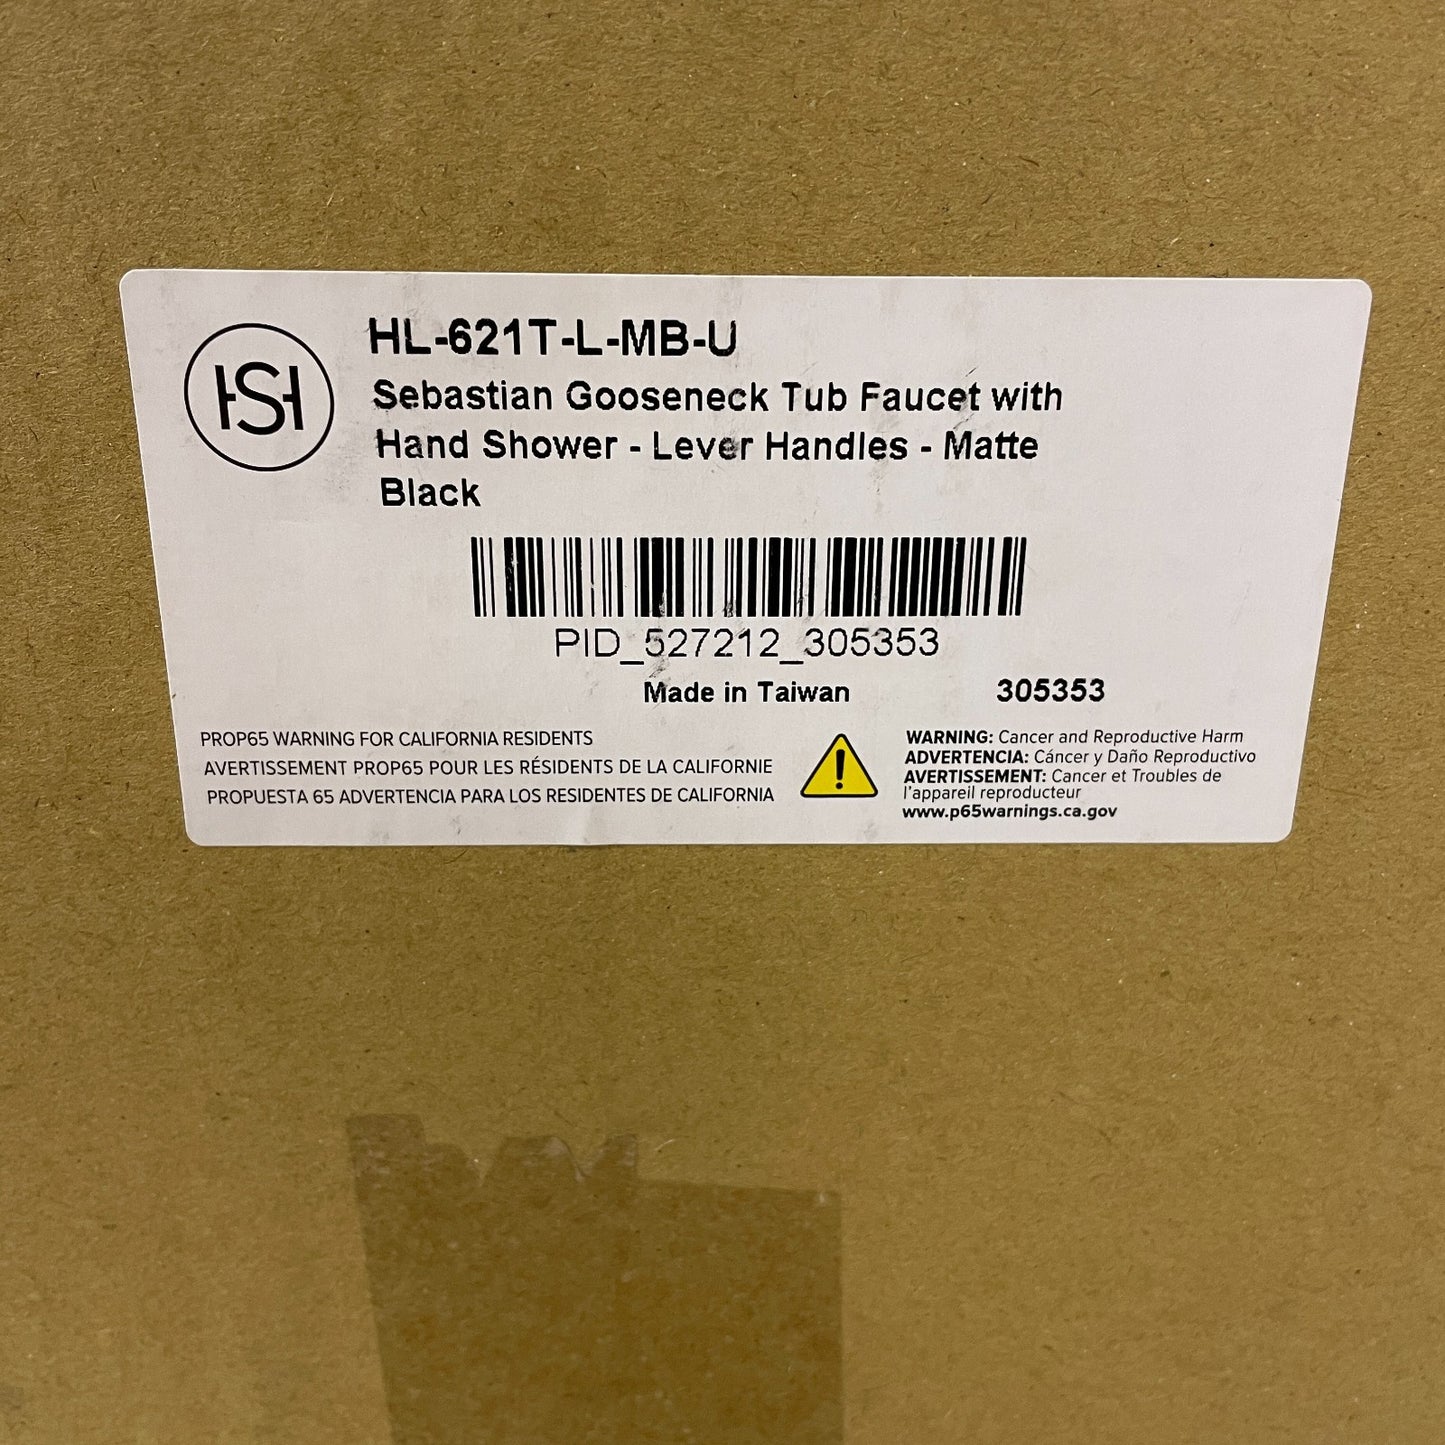 HSH
HL-621T-L-MB-U
Sebastian Gooseneck Tub Faucet with
Hand Shower - Lever Handles - Matte
Black
PID_527212_305353
Made in Taiwan
305353
PROP65 WARNING FOR CALIFORNIA RESIDENTS
AVERTISSEMENT PROP65 POUR LES RÉSIDENTS DE LA CALIFORNIE
PROPUESTA 65 ADVERTENCIA PARA LOS RESIDENTES DE CALIFORNIA
!
WARNING: Cancer and Reproductive Harm
ADVERTENCIA: Cáncer y Daño Reproductivo
AVERTISSEMENT: Cancer et Troubles de
l'appareil reproducteur
www.p65warnings.ca.gov